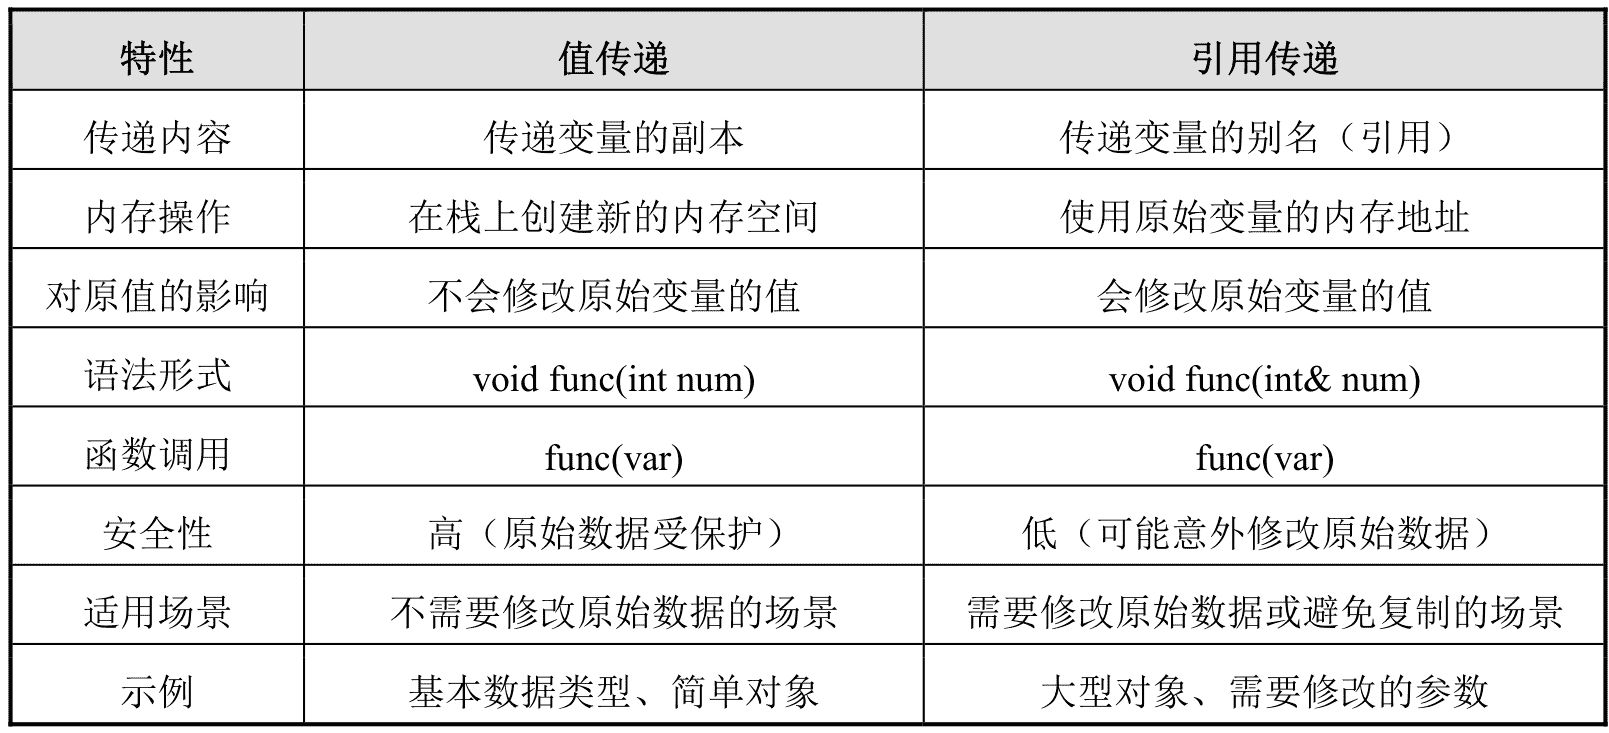 特性 值传递 引用传递
传递内容 传递变量的副本 传递变量的别名（引用）
内存操作 在栈上创建新的内存空间 使用原始变量的内存地址
对原值的影响 不会修改原始变量的值 会修改原始变量的值
语法形式 void func(int num) void func(int& num)
函数调用 func(var) func(var)
安全性 高（原始数据受保护） 低（可能意外修改原始数据）
适用场景 不需要修改原始数据的场景 需要修改原始数据或避免复制的场景
示例 基本数据类型、简单对象 大型对象、需要修改的参数